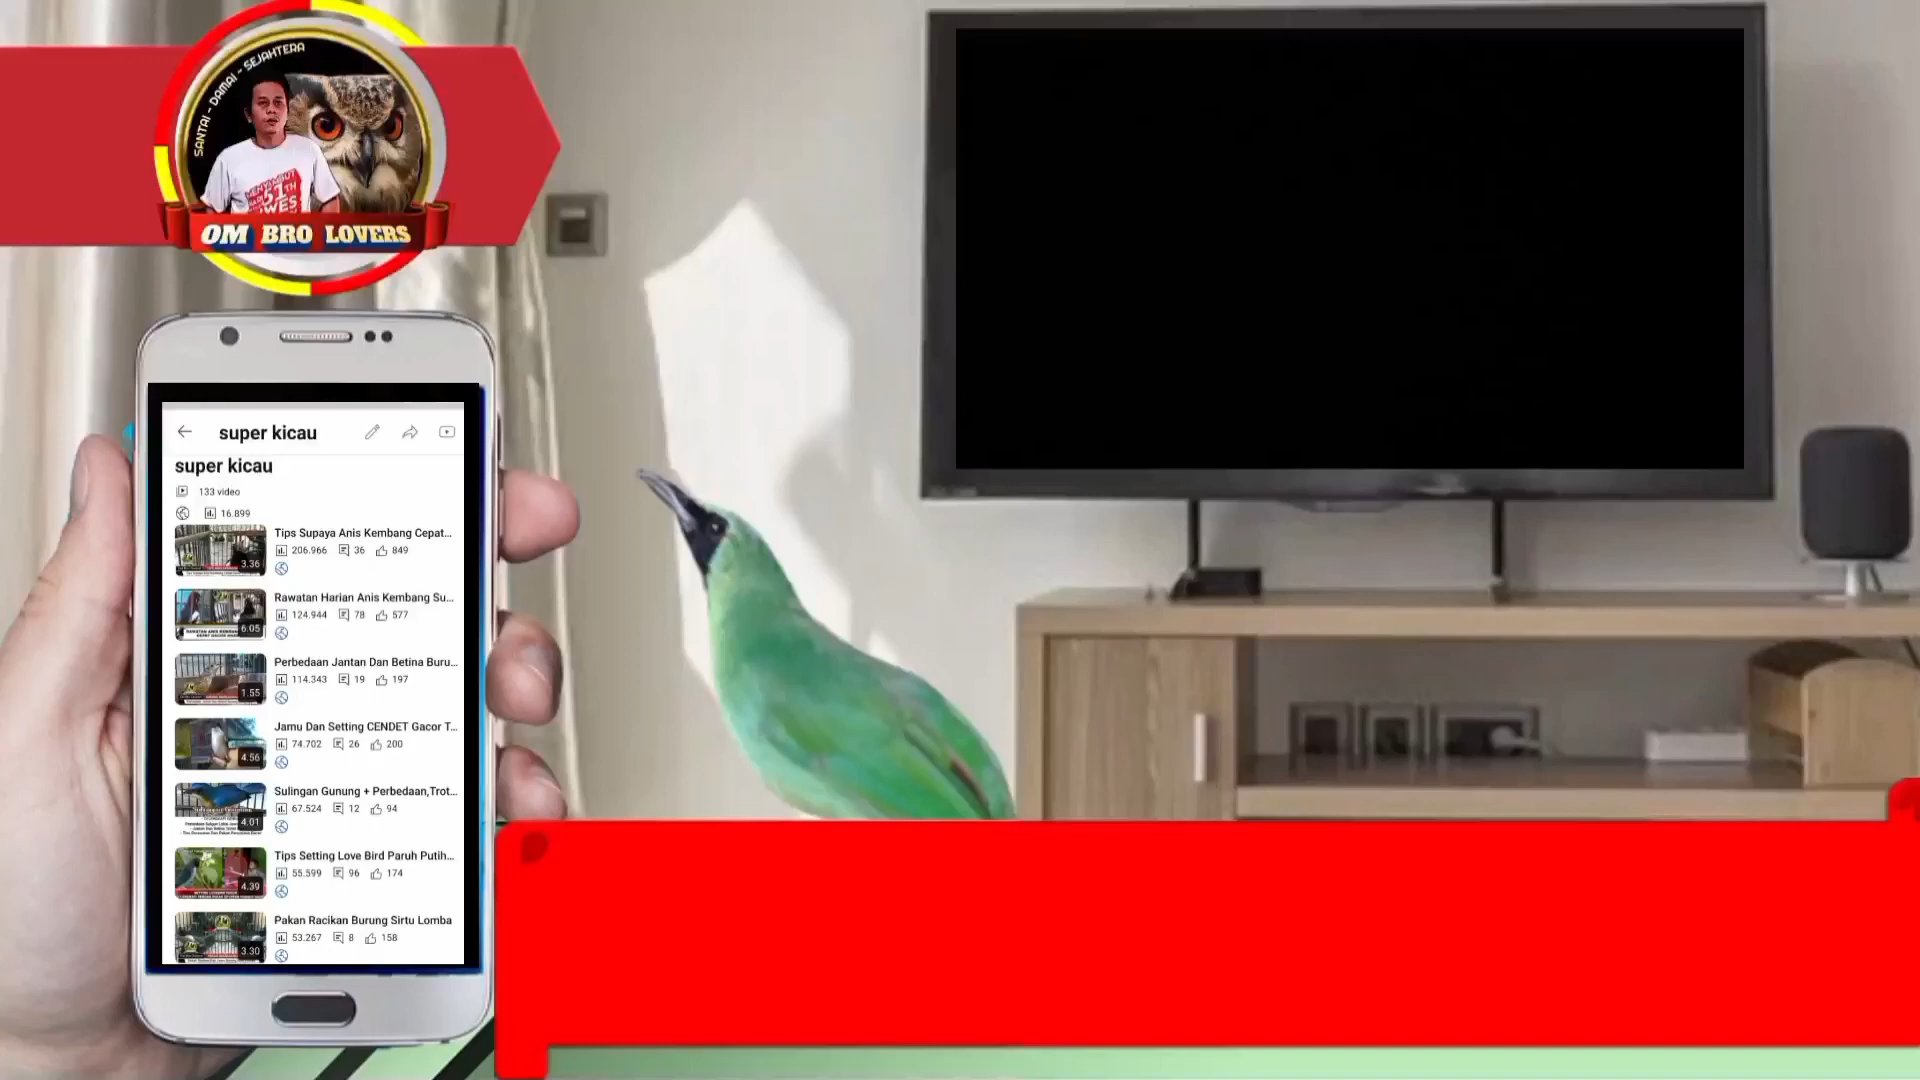 SANTAI - DAMAI - SEJAHTERA
51TH
OM BRO LOVERS
super kicau
super kicau
133 video
16.899
Tips Supaya Anis Kembang Cepat...
206.966 36 849
3.36
Rawatan Harian Anis Kembang Su...
124.944 78 577
6.05
Perbedaan Jantan Dan Betina Buru...
114.343 19 197
1.55
Jamu Dan Setting CENDET Gacor T...
74.702 26 200
4.56
Sulingan Gunung + Perbedaan,Trot...
67.524 12 94
4.01
Tips Setting Love Bird Paruh Putih...
55.599 96 174
4.39
Pakan Racikan Burung Sirtu Lomba
53.267 8 158
3.30